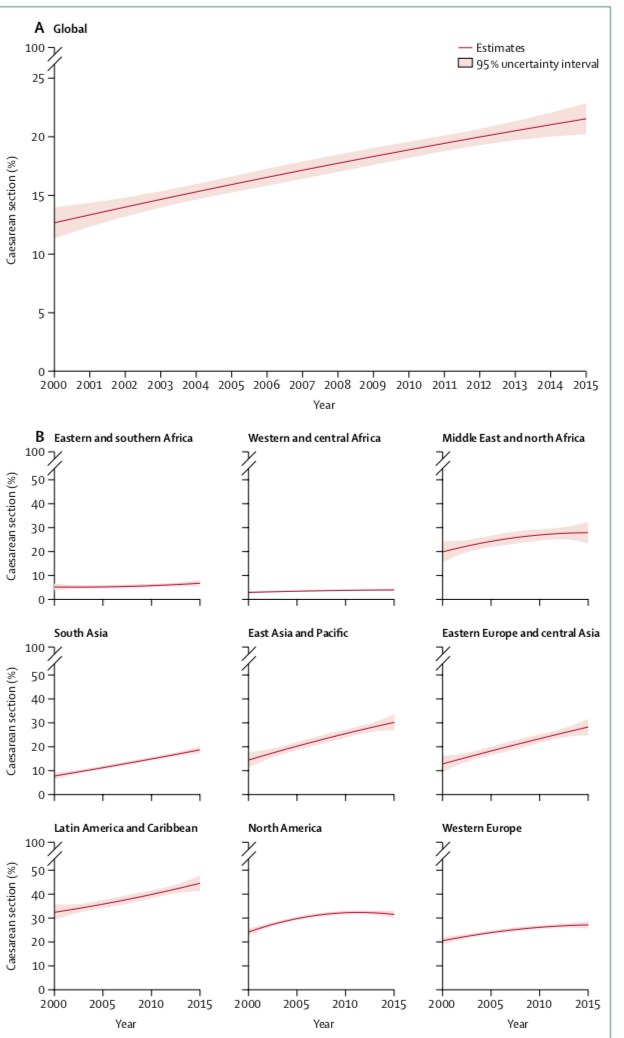 A Global
Estimates
95% uncertainty interval
Caesarean section (%)
100
25
20
15
10
5
0
2000 2001 2002 2003 2004 2005 2006 2007 2008 2009 2010 2011 2012 2013 2014 2015
Year
B Eastern and southern Africa Western and central Africa Middle East and north Africa
Caesarean section (%)
100
50
40
30
20
10
0
South Asia East Asia and Pacific Eastern Europe and central Asia
Caesarean section (%)
100
50
40
30
20
10
0
Latin America and Caribbean North America Western Europe
Caesarean section (%)
100
50
40
30
20
10
0
2000 2005 2010 2015 2000 2005 2010 2015 2000 2005 2010 2015
Year Year Year